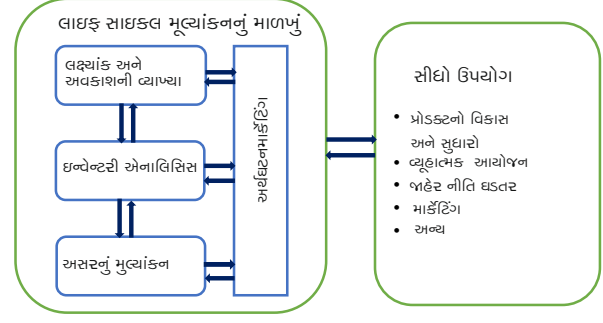 લાઇફ સાઇકલ મૂલ્યાંકનનું માળખું
લક્ષ્યાંક અને
અવકાશની વ્યાખ્યા
ઇન્વેન્ટરી એનાલિસિસ
અસરનું મુલ્યાંકન
અર્થઘટનમાર્કેટિંગ
સીધો ઉપયોગ
• પ્રોડક્ટનો વિકાસ
અને સુધારો
• વ્યૂહાત્મક આયોજન
• જાહેર નીતિ ઘડતર
• માર્કેટિંગ
• અન્ય